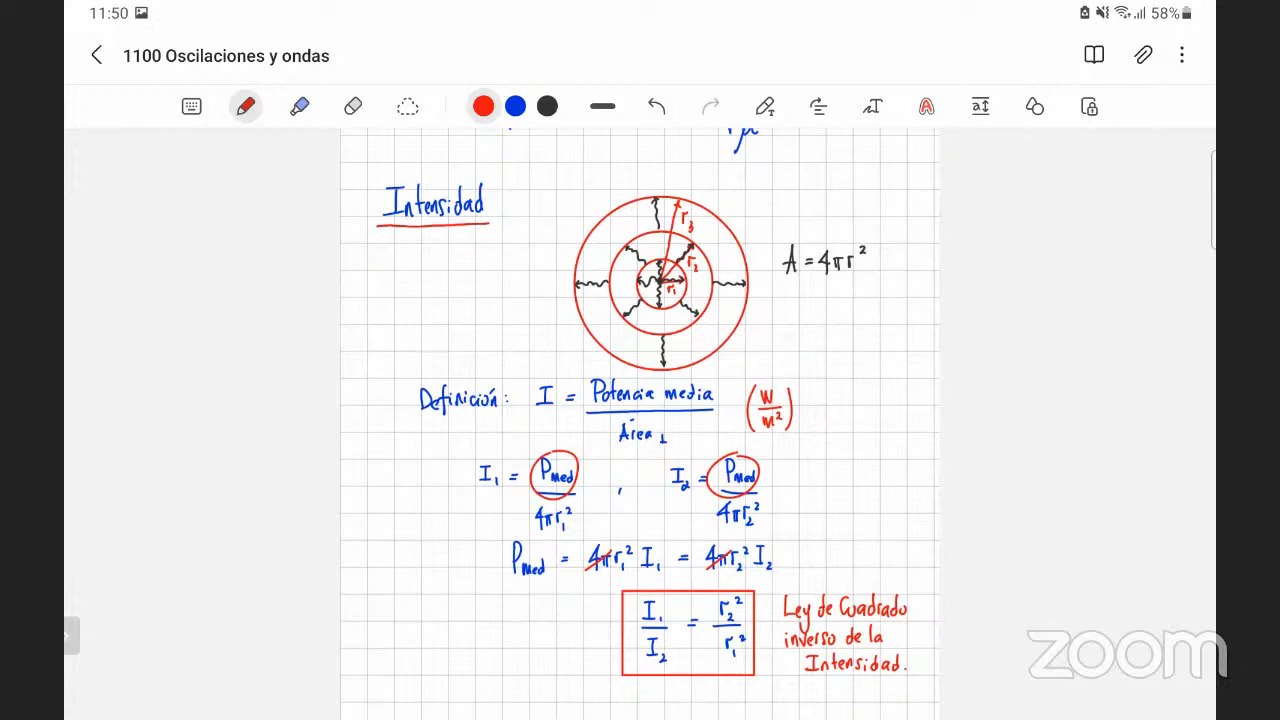 11:50
58%
1100 Oscilaciones y ondas
Intensidad
r₃
r₂
r₁
A = 4πr²
Definición: I = Potencia media / Área⊥ (W/m²)
I₁ = Pmed / 4πr₁² , I₂ = Pmed / 4πr₂²
Pmed = 4πr₁² I₁ = 4πr₂² I₂
I₁ / I₂ = r₂² / r₁²
Ley de Cuadrado
inverso de la
Intensidad.
zoom